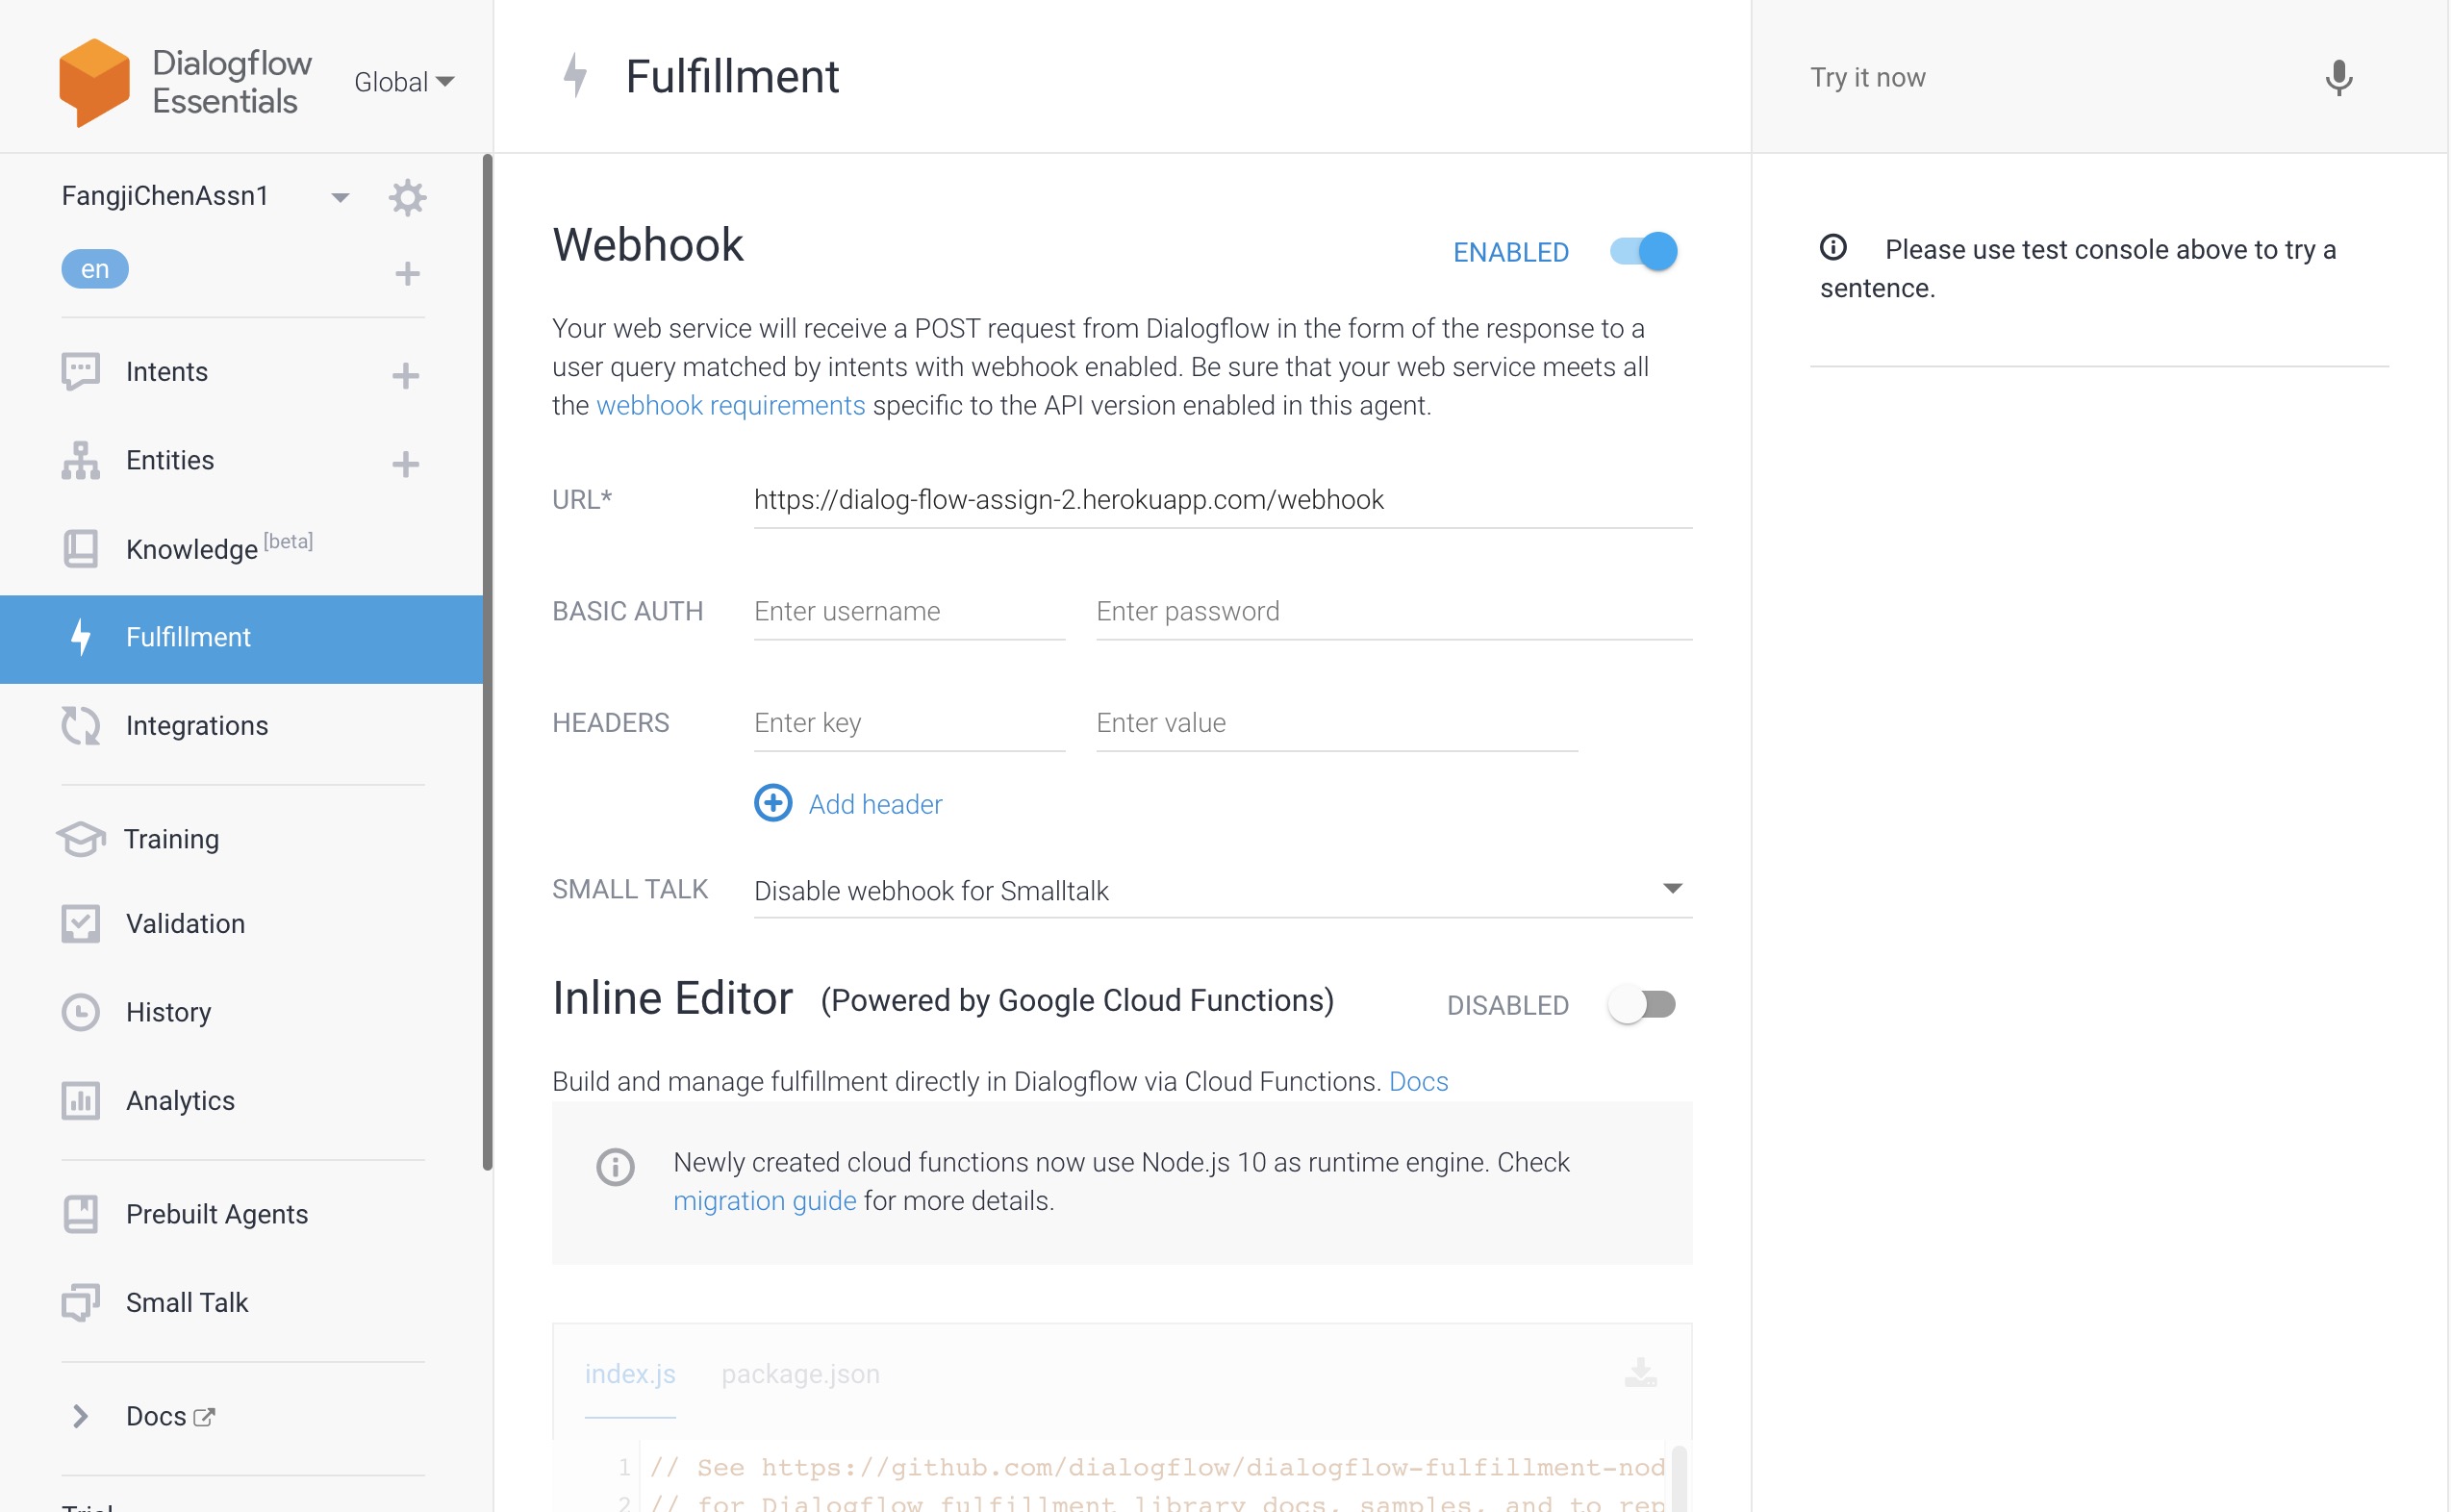 Dialogflow
Essentials
Global
FangjiChenAssn1
en
Intents
Entities
Knowledge [beta]
Fulfillment
Integrations
Training
Validation
History
Analytics
Prebuilt Agents
Small Talk
Docs
Trial
Fulfillment
Webhook
ENABLED
Your web service will receive a POST request from Dialogflow in the form of the response to a
user query matched by intents with webhook enabled. Be sure that your web service meets all
the webhook requirements specific to the API version enabled in this agent.
URL* https://dialog-flow-assign-2.herokuapp.com/webhook
BASIC AUTH Enter username Enter password
HEADERS Enter key Enter value
Add header
SMALL TALK Disable webhook for Smalltalk
Inline Editor (Powered by Google Cloud Functions) DISABLED
Build and manage fulfillment directly in Dialogflow via Cloud Functions. Docs
Newly created cloud functions now use Node.js 10 as runtime engine. Check
migration guide for more details.
index.js package.json
1 // See https://github.com/dialogflow/dialogflow-fulfillment-nod
2 // for Dialogflow fulfillment library docs, samples, and to rep
Try it now
Please use test console above to try a
sentence.